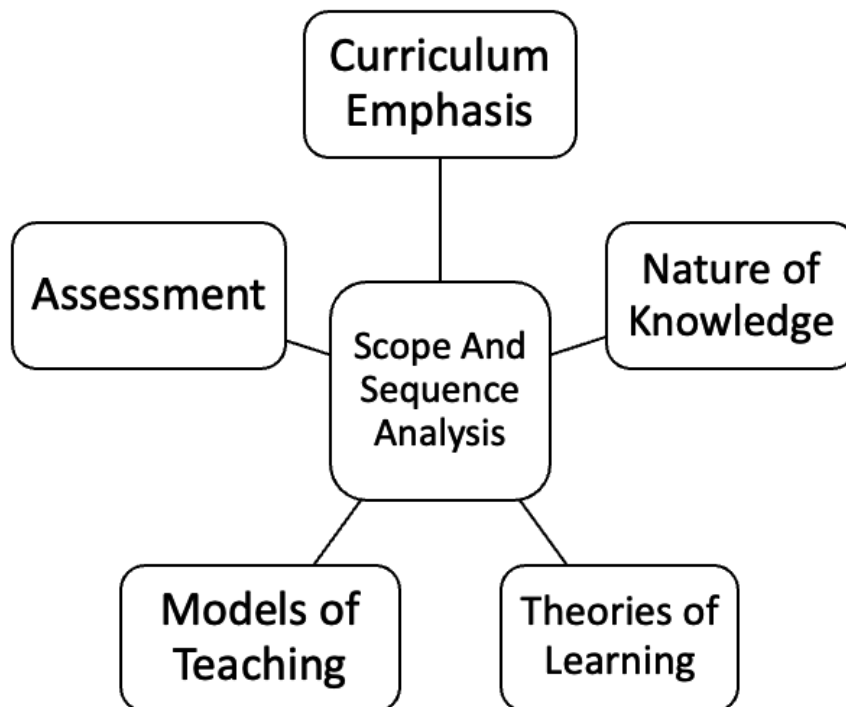 Curriculum
Emphasis
Assessment
Nature of
Knowledge
Scope And
Sequence
Analysis
Models of
Teaching
Theories of
Learning